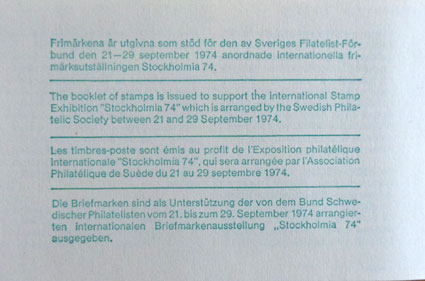 Frimärkena är utgivna som stöd för den av Sveriges Filatelist-För-
bund den 21—29 september 1974 anordnade internationella fri-
märksutställningen Stockholmia 74.
The booklet of stamps is issued to support the International Stamp
Exhibition "Stockholmia 74" which is arranged by the Swedish Phila-
telic Society between 21 and 29 September 1974.
Les timbres-poste sont émis au profit de l'Exposition philatélique
internationale "Stockholmia 74", qui sera arrangée par l'Association
Philatélique de Suède du 21 au 29 septembre 1974.
Die Briefmarken sind als Unterstützung der von dem Bund Schwe-
discher Philatelisten vom 21. bis zum 29. September 1974 arrangier-
ten internationalen Briefmarkenausstellung „Stockholmia 74"
ausgegeben.